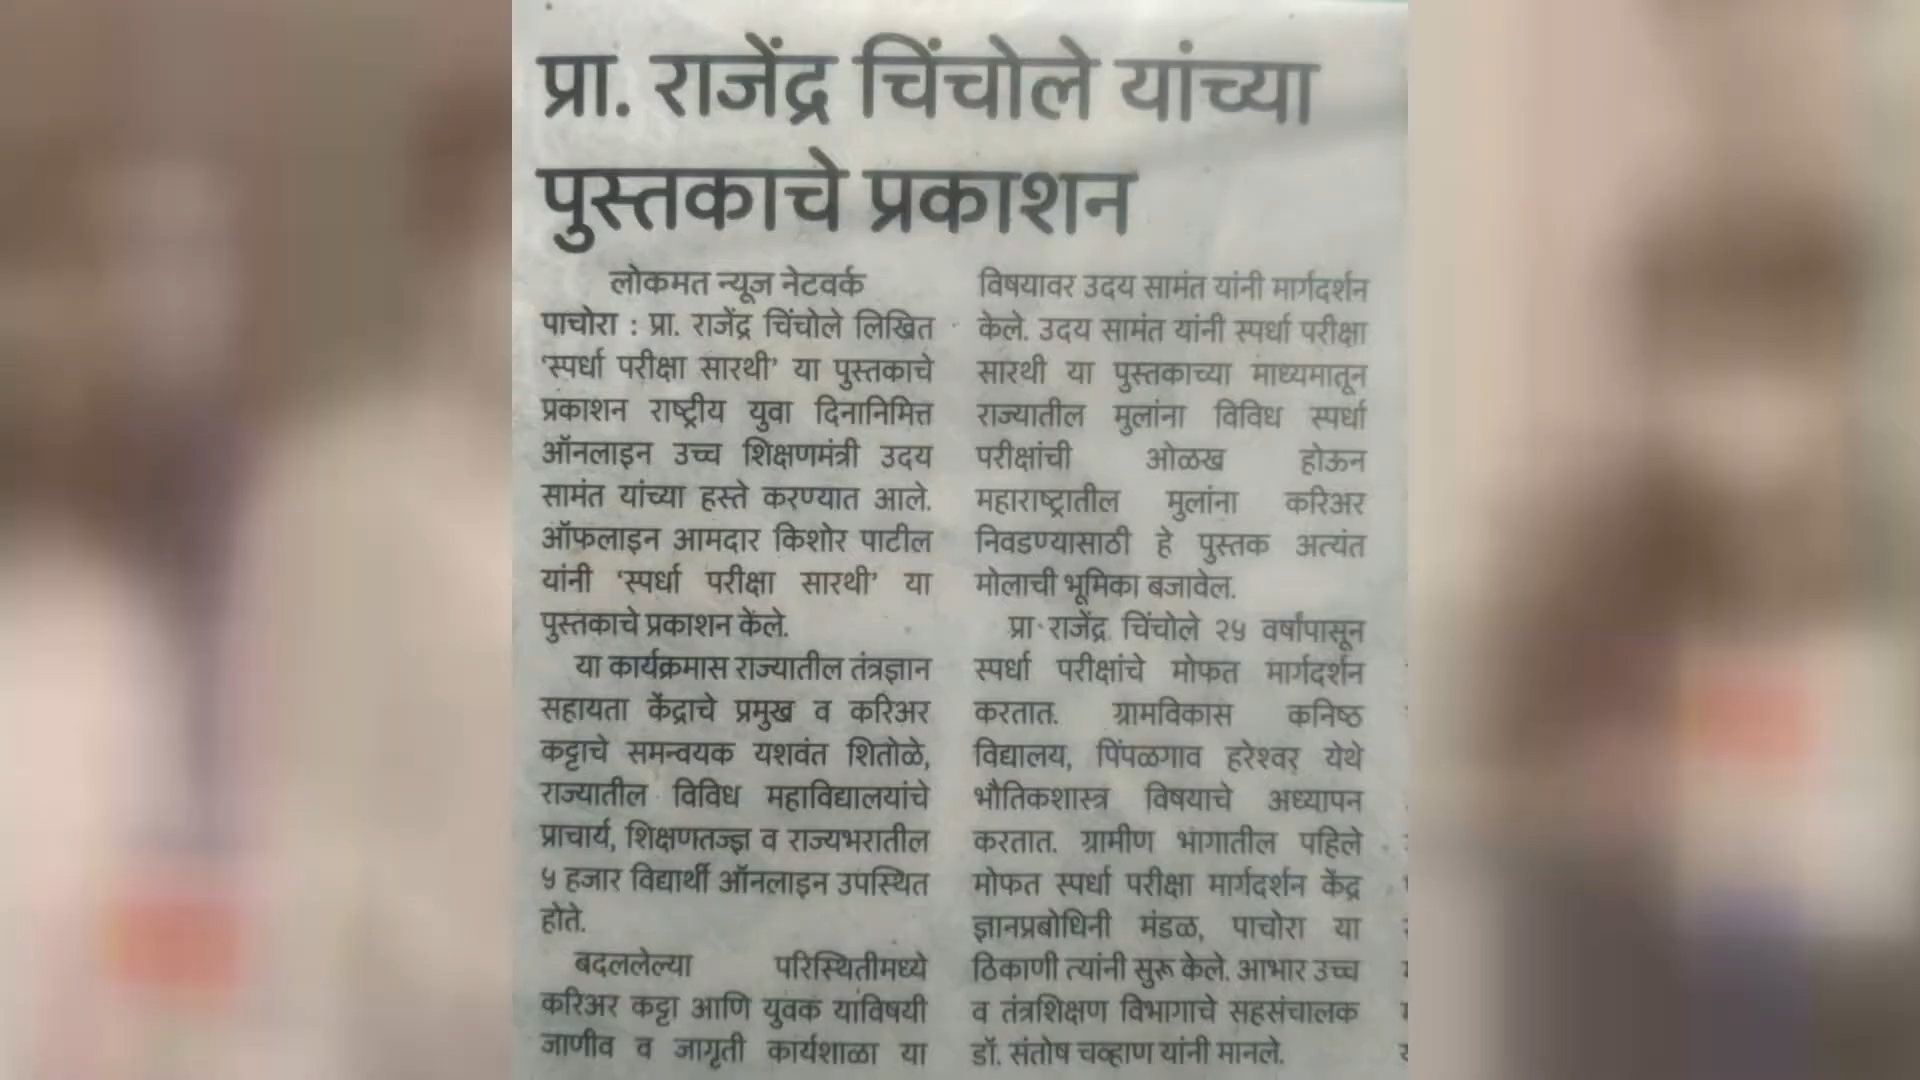 प्रा. राजेंद्र चिंचोले यांच्या
पुस्तकाचे प्रकाशन
लोकमत न्यूज नेटवर्क
पाचोरा : प्रा. राजेंद्र चिंचोले लिखित
'स्पर्धा परीक्षा सारथी' या पुस्तकाचे
प्रकाशन राष्ट्रीय युवा दिनानिमित्त
ऑनलाइन उच्च शिक्षणमंत्री उदय
सामंत यांच्या हस्ते करण्यात आले.
ऑफलाइन आमदार किशोर पाटील
यांनी 'स्पर्धा परीक्षा सारथी' या
पुस्तकाचे प्रकाशन केले.
या कार्यक्रमास राज्यातील तंत्रज्ञान
सहायता केंद्राचे प्रमुख व करिअर
कट्टाचे समन्वयक यशवंत शितोळे,
राज्यातील विविध महाविद्यालयांचे
प्राचार्य, शिक्षणतज्ज्ञ व राज्यभरातील
५ हजार विद्यार्थी ऑनलाइन उपस्थित
होते.
बदललेल्या परिस्थितीमध्ये
करिअर कट्टा आणि युवक यांविषयी
जाणीव व जागृती कार्यशाळा या
विषयावर उदय सामंत यांनी मार्गदर्शन
केले. उदय सामंत यांनी स्पर्धा परीक्षा
सारथी या पुस्तकाच्या माध्यमातून
राज्यातील मुलांना विविध स्पर्धा
परीक्षांची ओळख होऊन
महाराष्ट्रातील मुलांना करिअर
निवडण्यासाठी हे पुस्तक अत्यंत
मोलाची भूमिका बजावेल.
प्रा राजेंद्र चिंचोले २५ वर्षांपासून
स्पर्धा परीक्षांचे मोफत मार्गदर्शन
करतात. ग्रामविकास कनिष्ठ
विद्यालय, पिंपळगाव हरेश्वर येथे
भौतिकशास्त्र विषयाचे अध्यापन
करतात. ग्रामीण भागातील पहिले
मोफत स्पर्धा परीक्षा मार्गदर्शन केंद्र
ज्ञानप्रबोधिनी मंडळ, पाचोरा या
ठिकाणी त्यांनी सुरू केले. आभार उच्च
व तंत्रशिक्षण विभागाचे सहसंचालक
डॉ. संतोष चव्हाण यांनी मानले.